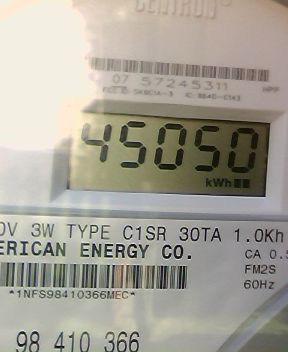 CENTRON®
07 57245311
HPP
45050
kWh
0V 3W TYPE C1SR 30TA 1.0Kh
ERICAN ENERGY CO.
CA 0.5
FM2S
60Hz
*1NFS98410366MEC*
98 410 366